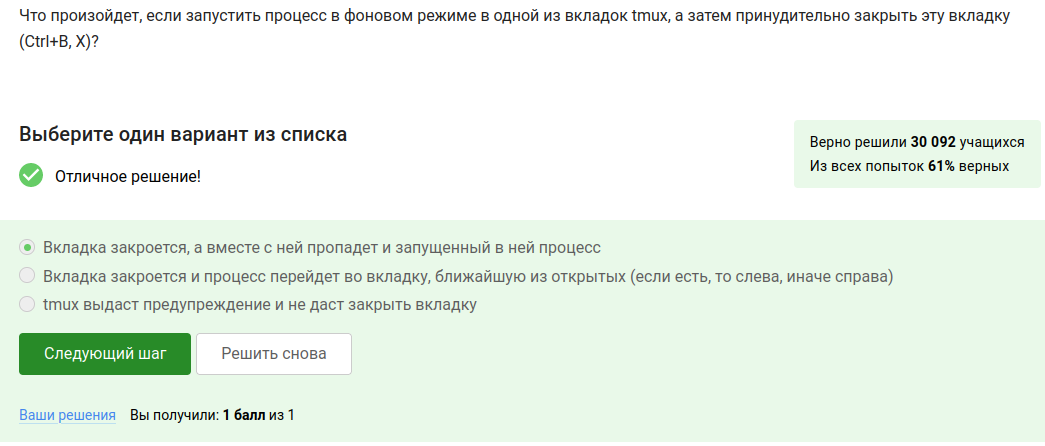 Что произойдет, если запустить процесс в фоновом режиме в одной из вкладок tmux, а затем принудительно закрыть эту вкладку
(Ctrl+B, X)?
Выберите один вариант из списка
Отличное решение!
Верно решили 30 092 учащихся
Из всех попыток 61% верных
Вкладка закроется, а вместе с ней пропадет и запущенный в ней процесс
Вкладка закроется и процесс перейдет во вкладку, ближайшую из открытых (если есть, то слева, иначе справа)
tmux выдаст предупреждение и не даст закрыть вкладку
Следующий шаг
Решить снова
Ваши решения Вы получили: 1 балл из 1